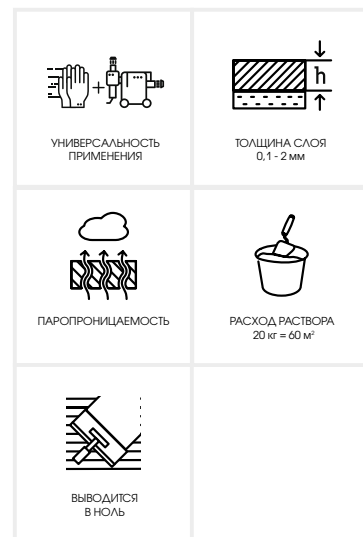 УНИВЕРСАЛЬНОСТЬ
ПРИМЕНЕНИЯ
h
ТОЛЩИНА СЛОЯ
0,1 - 2 мм
ПАРОПРОНИЦАЕМОСТЬ
РАСХОД РАСТВОРА
20 кг = 60 м²
ВЫВОДИТСЯ
В НОЛЬ